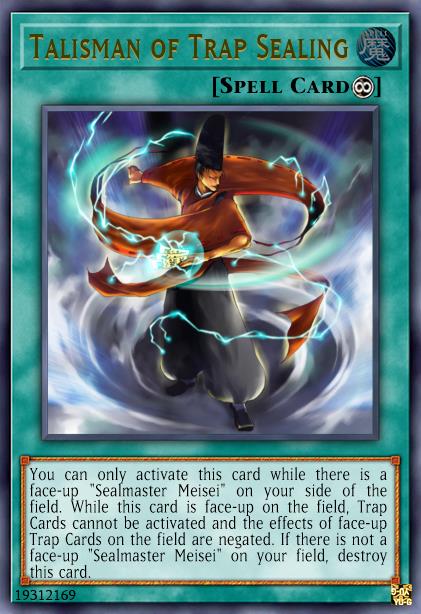 Talisman of Trap Sealing
[Spell Card]
You can only activate this card while there is a
face-up "Sealmaster Meisei" on your side of the
field. While this card is face-up on the field, Trap
Cards cannot be activated and the effects of face-up
Trap Cards on the field are negated. If there is not a
face-up "Sealmaster Meisei" on your field, destroy
this card.
19312169